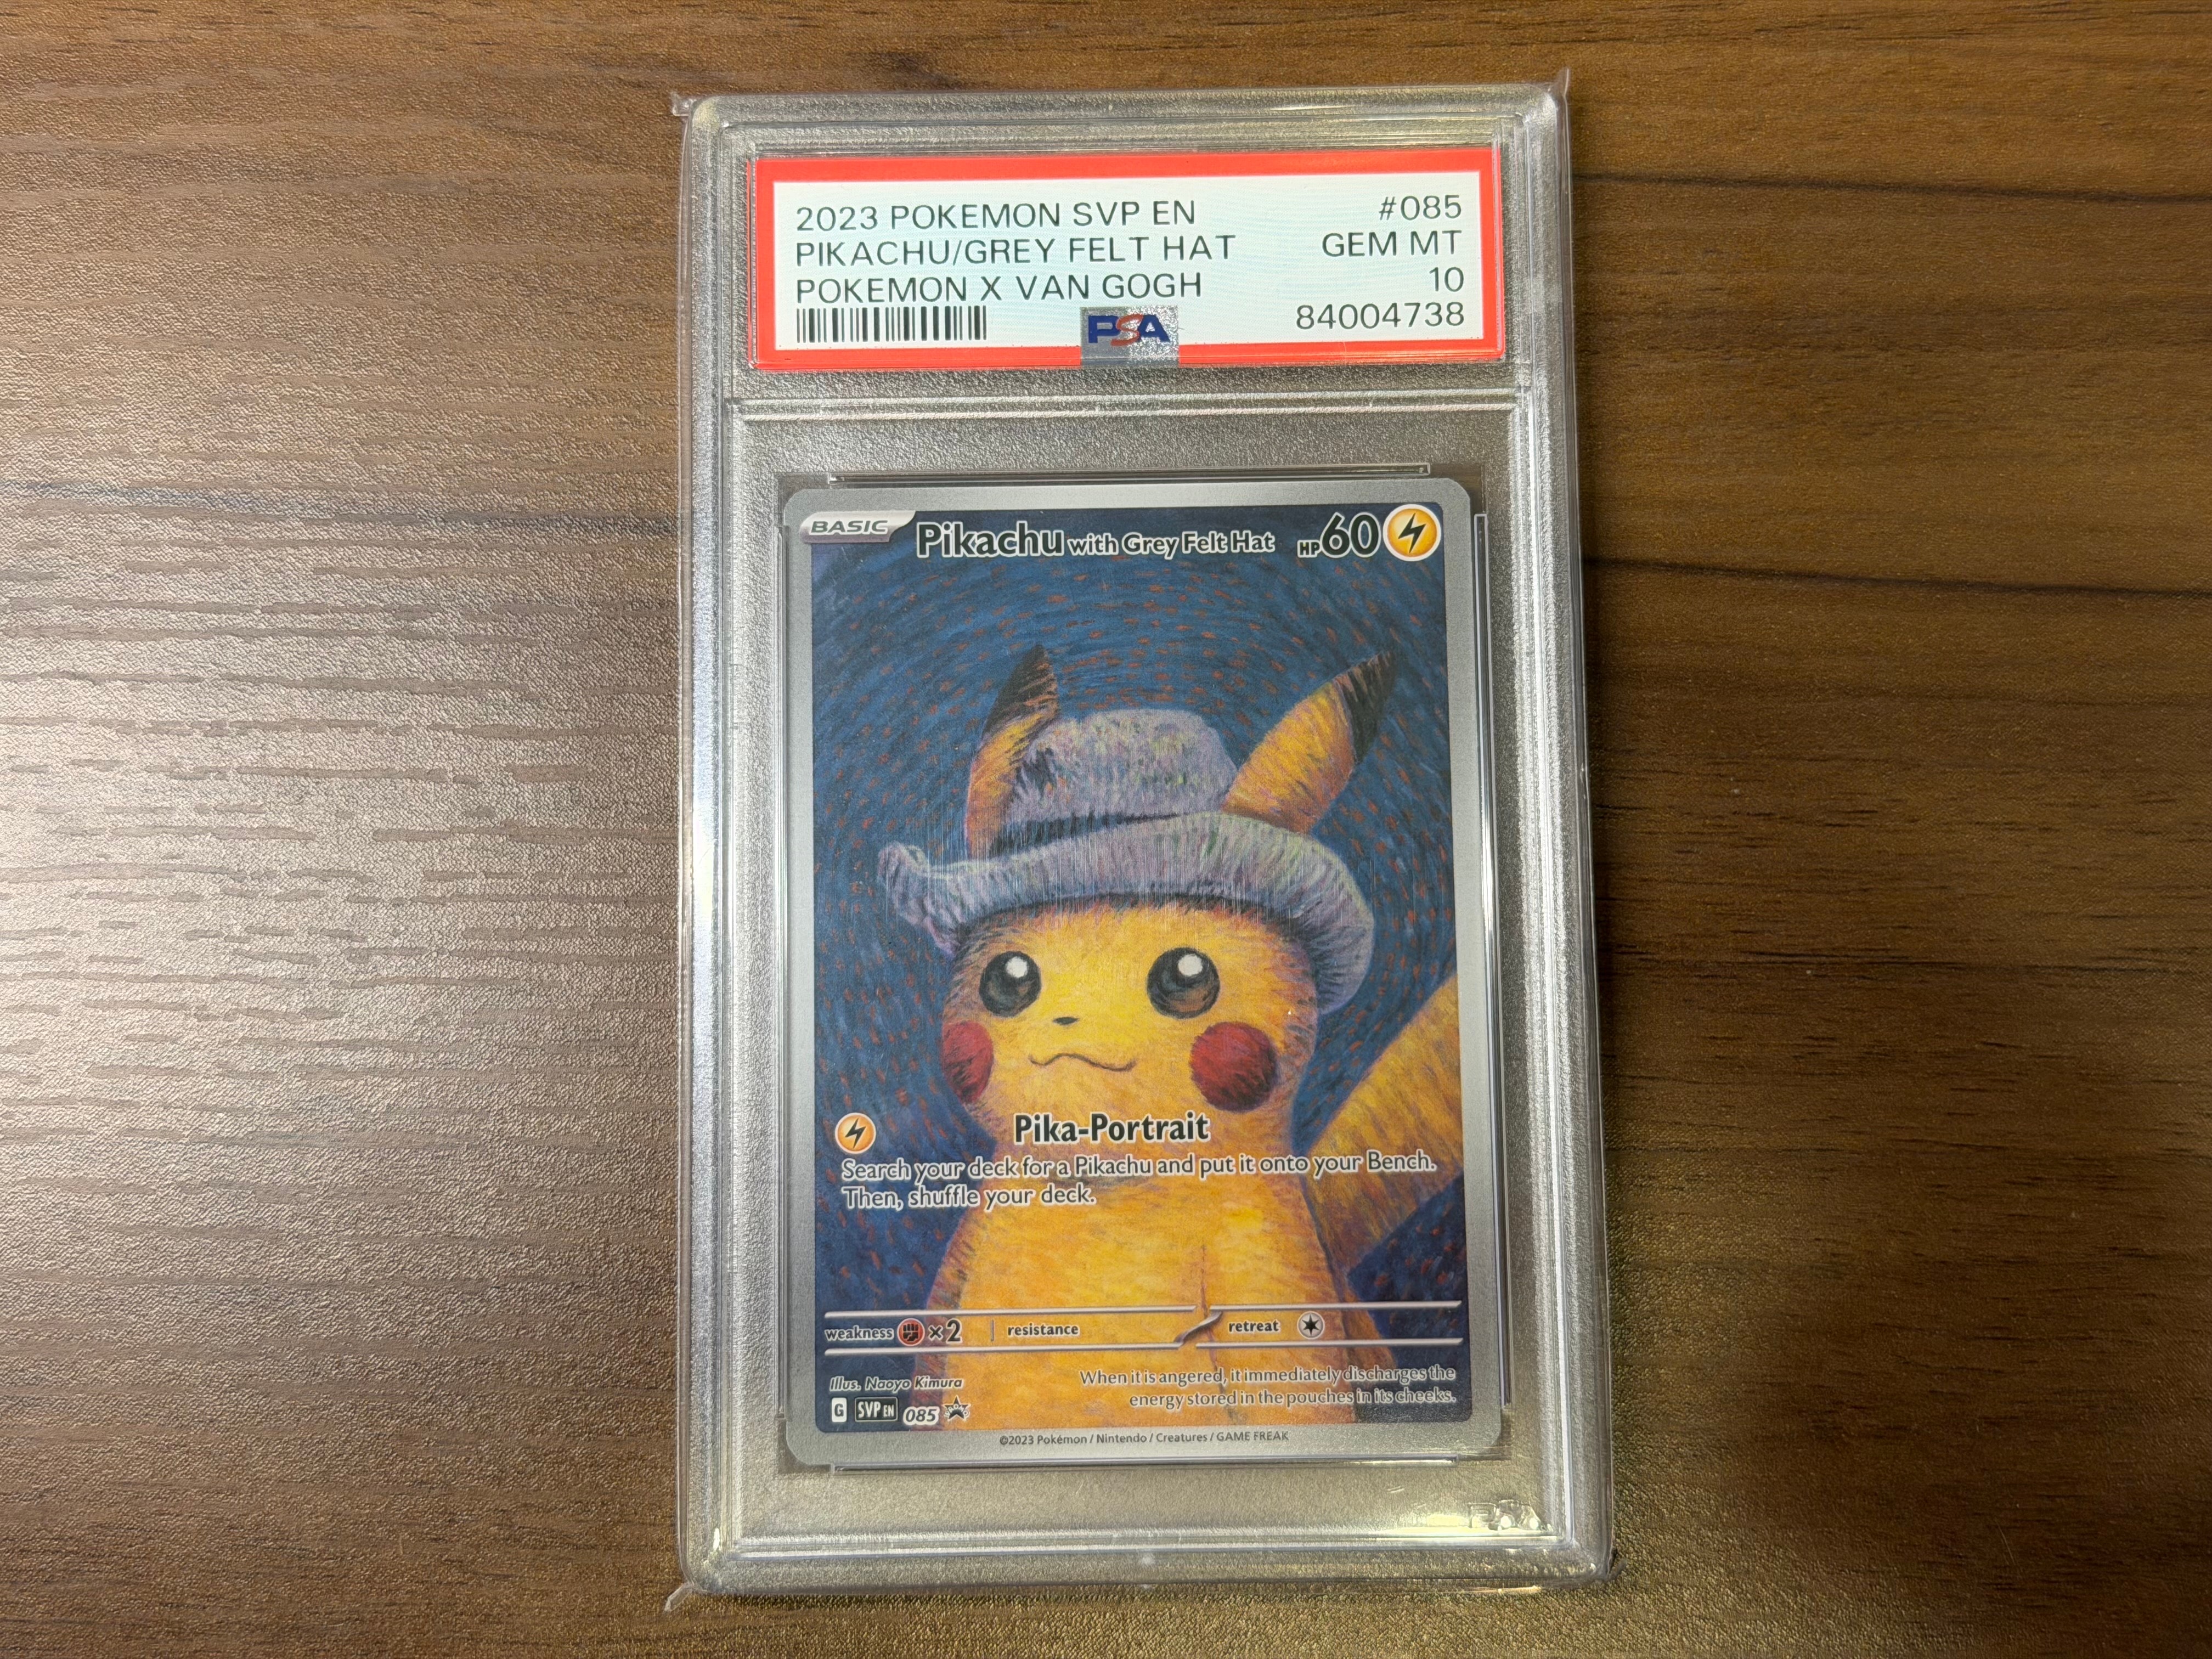 2023 POKEMON SVP EN #085
PIKACHU/GREY FELT HAT GEM MT
POKEMON X VAN GOGH 10
PSA 84004738
BASIC Pikachu with Grey Felt Hat HP60
Pika-Portrait
Search your deck for a Pikachu and put it onto your Bench.
Then, shuffle your deck.
weakness ×2 resistance retreat
Illus. Naoyo Kimura
When it is angered, it immediately discharges the
energy stored in the pouches in its cheeks.
G SVP EN 085
©2023 Pokémon / Nintendo / Creatures / GAME FREAK
PSA